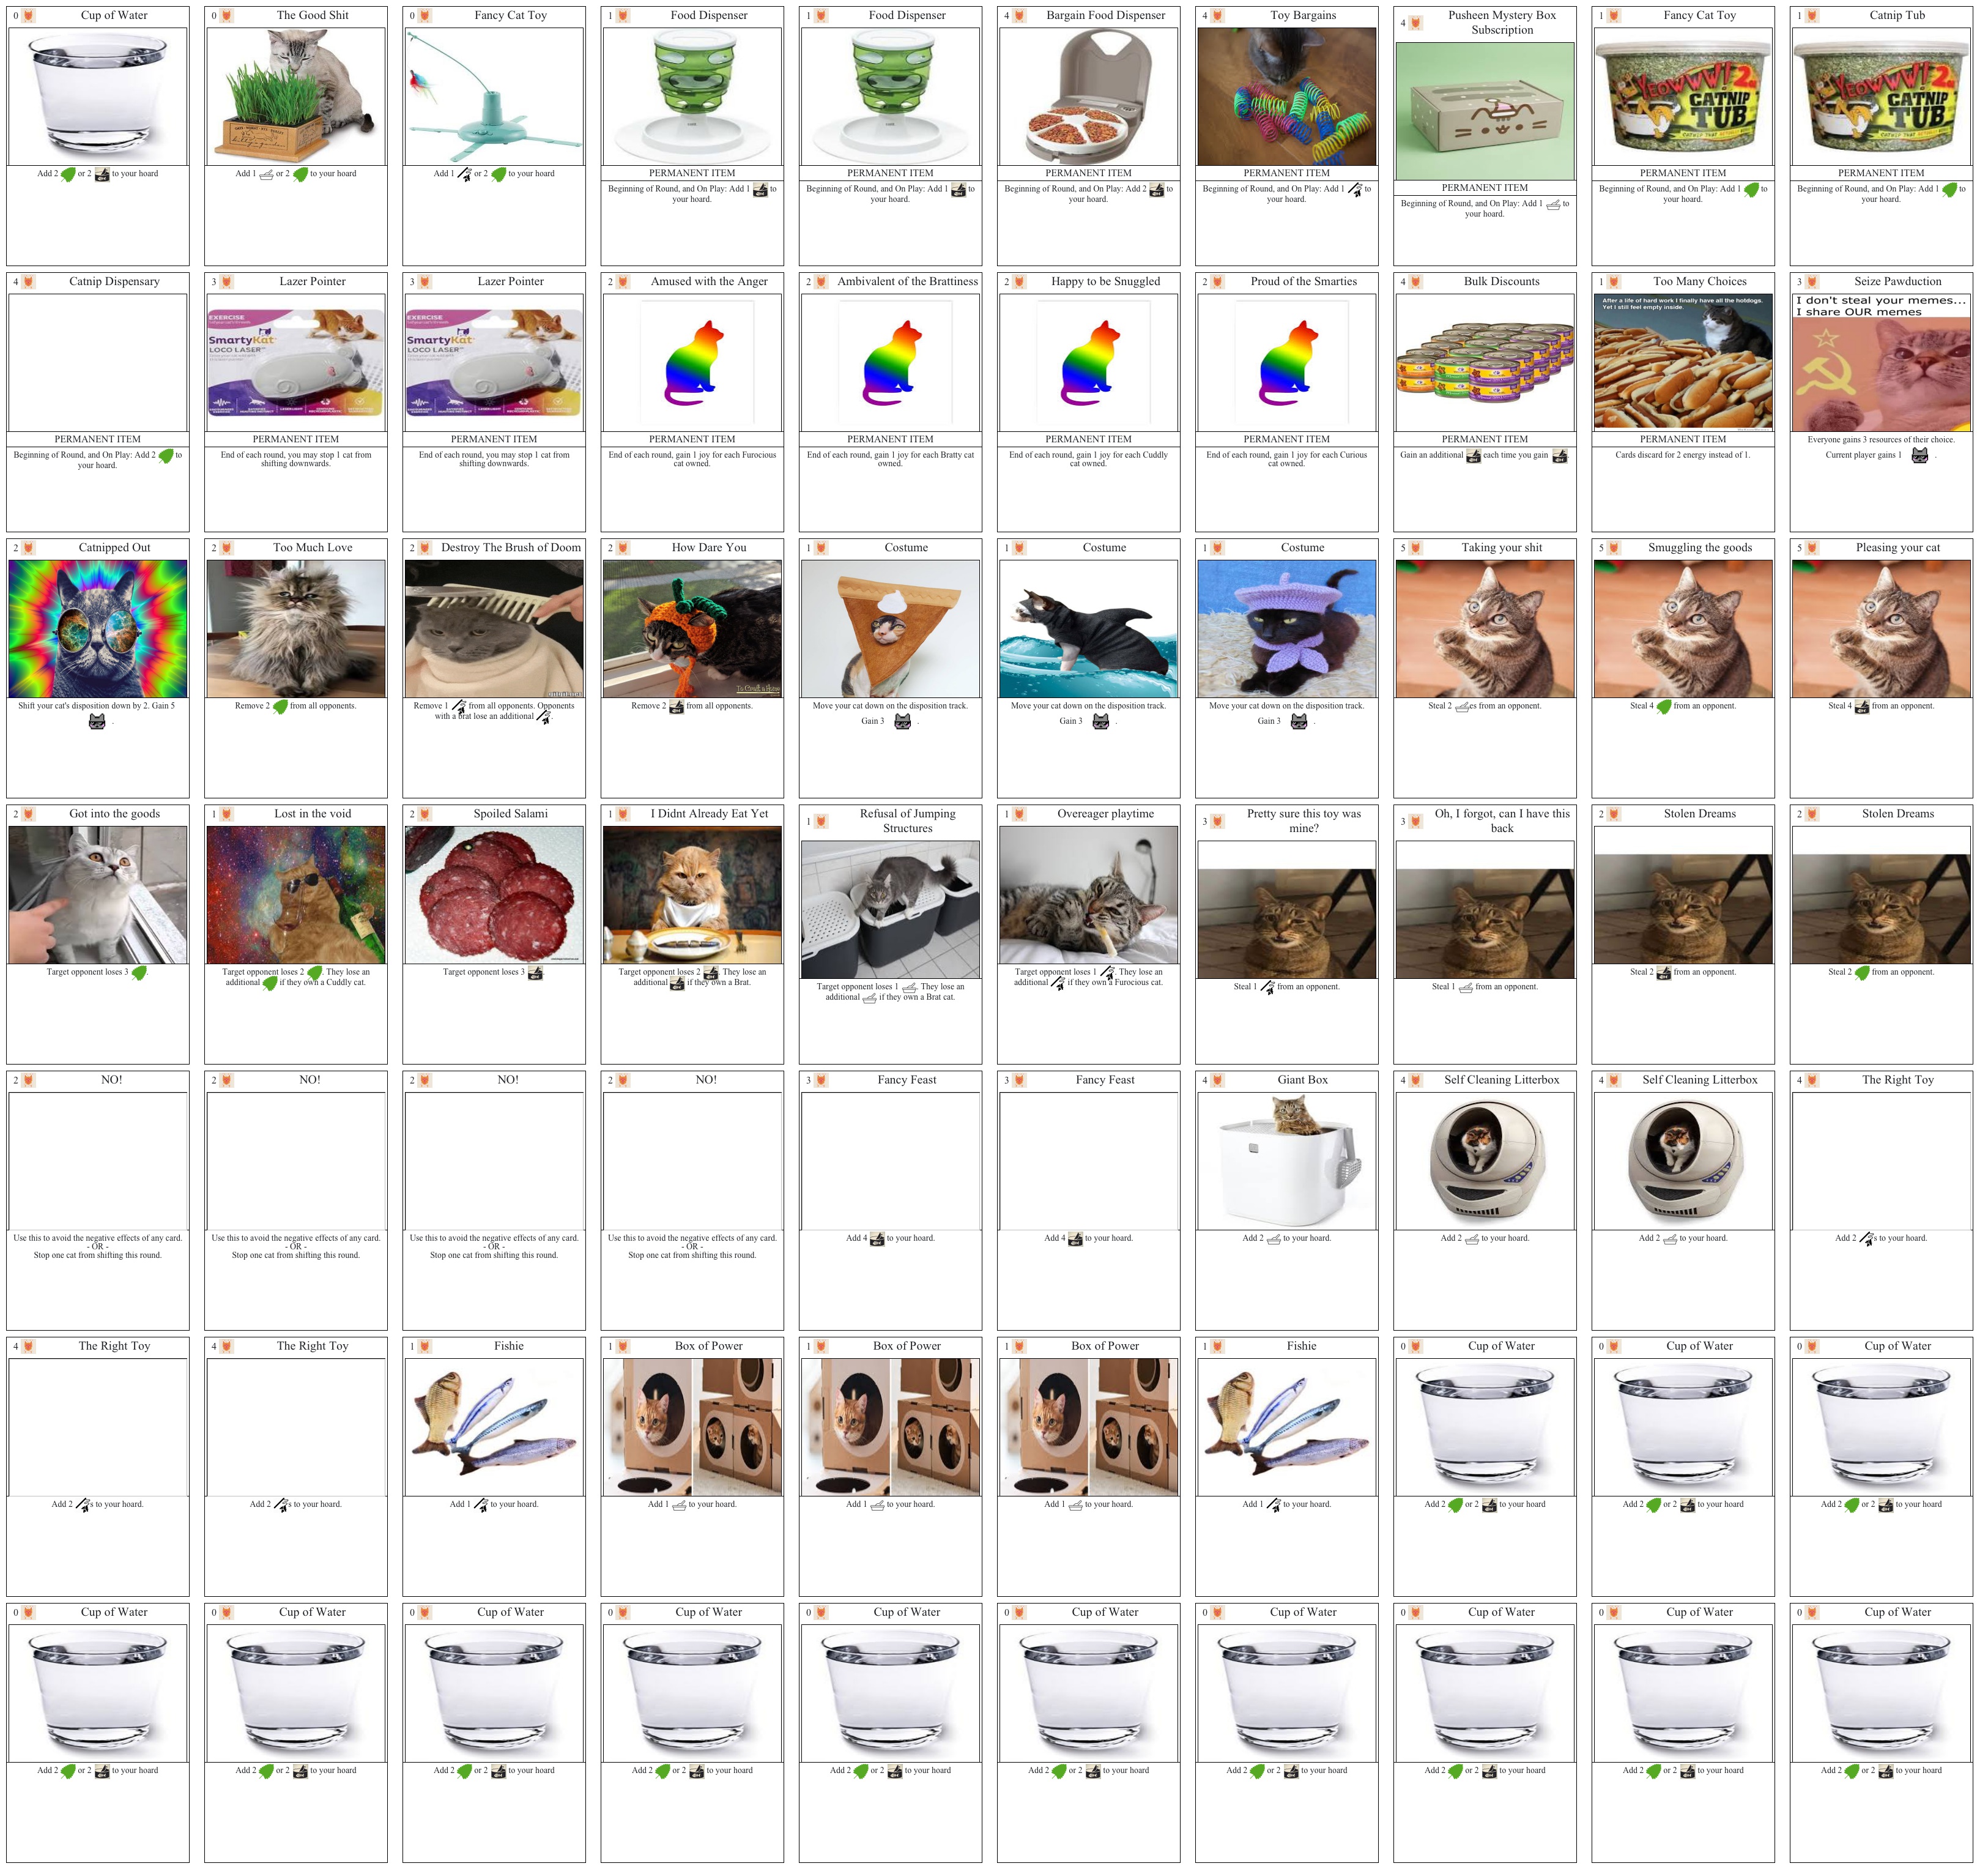 0 Cup of Water
Add 2 or 2 to your hoard
0 The Good Shit
Add 1 or 2 to your hoard
0 Fancy Cat Toy
Add 1 or 2 to your hoard
1 Food Dispenser
PERMANENT ITEM
Beginning of Round, and On Play: Add 1 to
your hoard.
1 Food Dispenser
PERMANENT ITEM
Beginning of Round, and On Play: Add 1 to
your hoard.
4 Bargain Food Dispenser
PERMANENT ITEM
Beginning of Round, and On Play: Add 2 to
your hoard.
4 Toy Bargains
PERMANENT ITEM
Beginning of Round, and On Play: Add 1 to
your hoard.
4 Pusheen Mystery Box
Subscription
PERMANENT ITEM
Beginning of Round, and On Play: Add 1 to
your hoard.
1 Fancy Cat Toy
YEOWWW! 2
CATNIP
TUB
PERMANENT ITEM
Beginning of Round, and On Play: Add 1 to
your hoard.
1 Catnip Tub
YEOWWW! 2
CATNIP
TUB
PERMANENT ITEM
Beginning of Round, and On Play: Add 1 to
your hoard.
4 Catnip Dispensary
PERMANENT ITEM
Beginning of Round, and On Play: Add 2 to
your hoard.
3 Lazer Pointer
EXERCISE
SmartyKat
LOCO LASER
PERMANENT ITEM
End of each round, you may stop 1 cat from
shifting downwards.
3 Lazer Pointer
EXERCISE
SmartyKat
LOCO LASER
PERMANENT ITEM
End of each round, you may stop 1 cat from
shifting downwards.
2 Amused with the Anger
PERMANENT ITEM
End of each round, gain 1 joy for each Furocious
cat owned.
2 Ambivalent of the Brattiness
PERMANENT ITEM
End of each round, gain 1 joy for each Bratty cat
owned.
2 Happy to be Snuggled
PERMANENT ITEM
End of each round, gain 1 joy for each Cuddly
cat owned.
2 Proud of the Smarties
PERMANENT ITEM
End of each round, gain 1 joy for each Curious
cat owned.
4 Bulk Discounts
PERMANENT ITEM
Gain an additional each time you gain .
1 Too Many Choices
After a life of hard work I finally have all the hotdogs.
Yet I still feel empty inside.
PERMANENT ITEM
Cards discard for 2 energy instead of 1.
3 Seize Pawduction
I don't steal your memes...
I share OUR memes
Everyone gains 3 resources of their choice.
Current player gains 1 .
2 Catnipped Out
Shift your cat's disposition down by 2. Gain 5
.
2 Too Much Love
Remove 2 from all opponents.
2 Destroy The Brush of Doom
Remove 1 from all opponents. Opponents
with a brat lose an additional .
2 How Dare You
Remove 2 from all opponents.
1 Costume
Move your cat down on the disposition track.
Gain 3 .
1 Costume
Move your cat down on the disposition track.
Gain 3 .
1 Costume
Move your cat down on the disposition track.
Gain 3 .
5 Taking your shit
Steal 2 es from an opponent.
5 Smuggling the goods
Steal 4 from an opponent.
5 Pleasing your cat
Steal 4 from an opponent.
2 Got into the goods
Target opponent loses 3 .
1 Lost in the void
Target opponent loses 2 . They lose an
additional if they own a Cuddly cat.
2 Spoiled Salami
Target opponent loses 3 .
1 I Didnt Already Eat Yet
Target opponent loses 2 . They lose an
additional if they own a Brat.
1 Refusal of Jumping
Structures
Target opponent loses 1 . They lose an
additional if they own a Brat cat.
1 Overeager playtime
Target opponent loses 1 . They lose an
additional if they own a Furocious cat.
3 Pretty sure this toy was
mine?
Steal 1 from an opponent.
3 Oh, I forgot, can I have this
back
Steal 1 from an opponent.
2 Stolen Dreams
Steal 2 from an opponent.
2 Stolen Dreams
Steal 2 from an opponent.
2 NO!
Use this to avoid the negative effects of any card.
- OR -
Stop one cat from shifting this round.
2 NO!
Use this to avoid the negative effects of any card.
- OR -
Stop one cat from shifting this round.
2 NO!
Use this to avoid the negative effects of any card.
- OR -
Stop one cat from shifting this round.
2 NO!
Use this to avoid the negative effects of any card.
- OR -
Stop one cat from shifting this round.
3 Fancy Feast
Add 4 to your hoard.
3 Fancy Feast
Add 4 to your hoard.
4 Giant Box
Add 2 to your hoard.
4 Self Cleaning Litterbox
Add 2 to your hoard.
4 Self Cleaning Litterbox
Add 2 to your hoard.
4 The Right Toy
Add 2 s to your hoard.
4 The Right Toy
Add 2 s to your hoard.
4 The Right Toy
Add 2 s to your hoard.
1 Fishie
Add 1 to your hoard.
1 Box of Power
Add 1 to your hoard.
1 Box of Power
Add 1 to your hoard.
1 Box of Power
Add 1 to your hoard.
1 Fishie
Add 1 to your hoard.
0 Cup of Water
Add 2 or 2 to your hoard
0 Cup of Water
Add 2 or 2 to your hoard
0 Cup of Water
Add 2 or 2 to your hoard
0 Cup of Water
Add 2 or 2 to your hoard
0 Cup of Water
Add 2 or 2 to your hoard
0 Cup of Water
Add 2 or 2 to your hoard
0 Cup of Water
Add 2 or 2 to your hoard
0 Cup of Water
Add 2 or 2 to your hoard
0 Cup of Water
Add 2 or 2 to your hoard
0 Cup of Water
Add 2 or 2 to your hoard
0 Cup of Water
Add 2 or 2 to your hoard
0 Cup of Water
Add 2 or 2 to your hoard
0 Cup of Water
Add 2 or 2 to your hoard